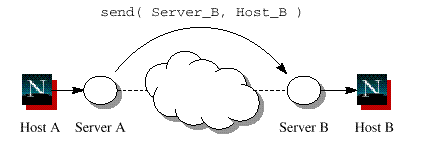 send( Server_B, Host_B )
N
N
Host A
Server A
Server B
Host B